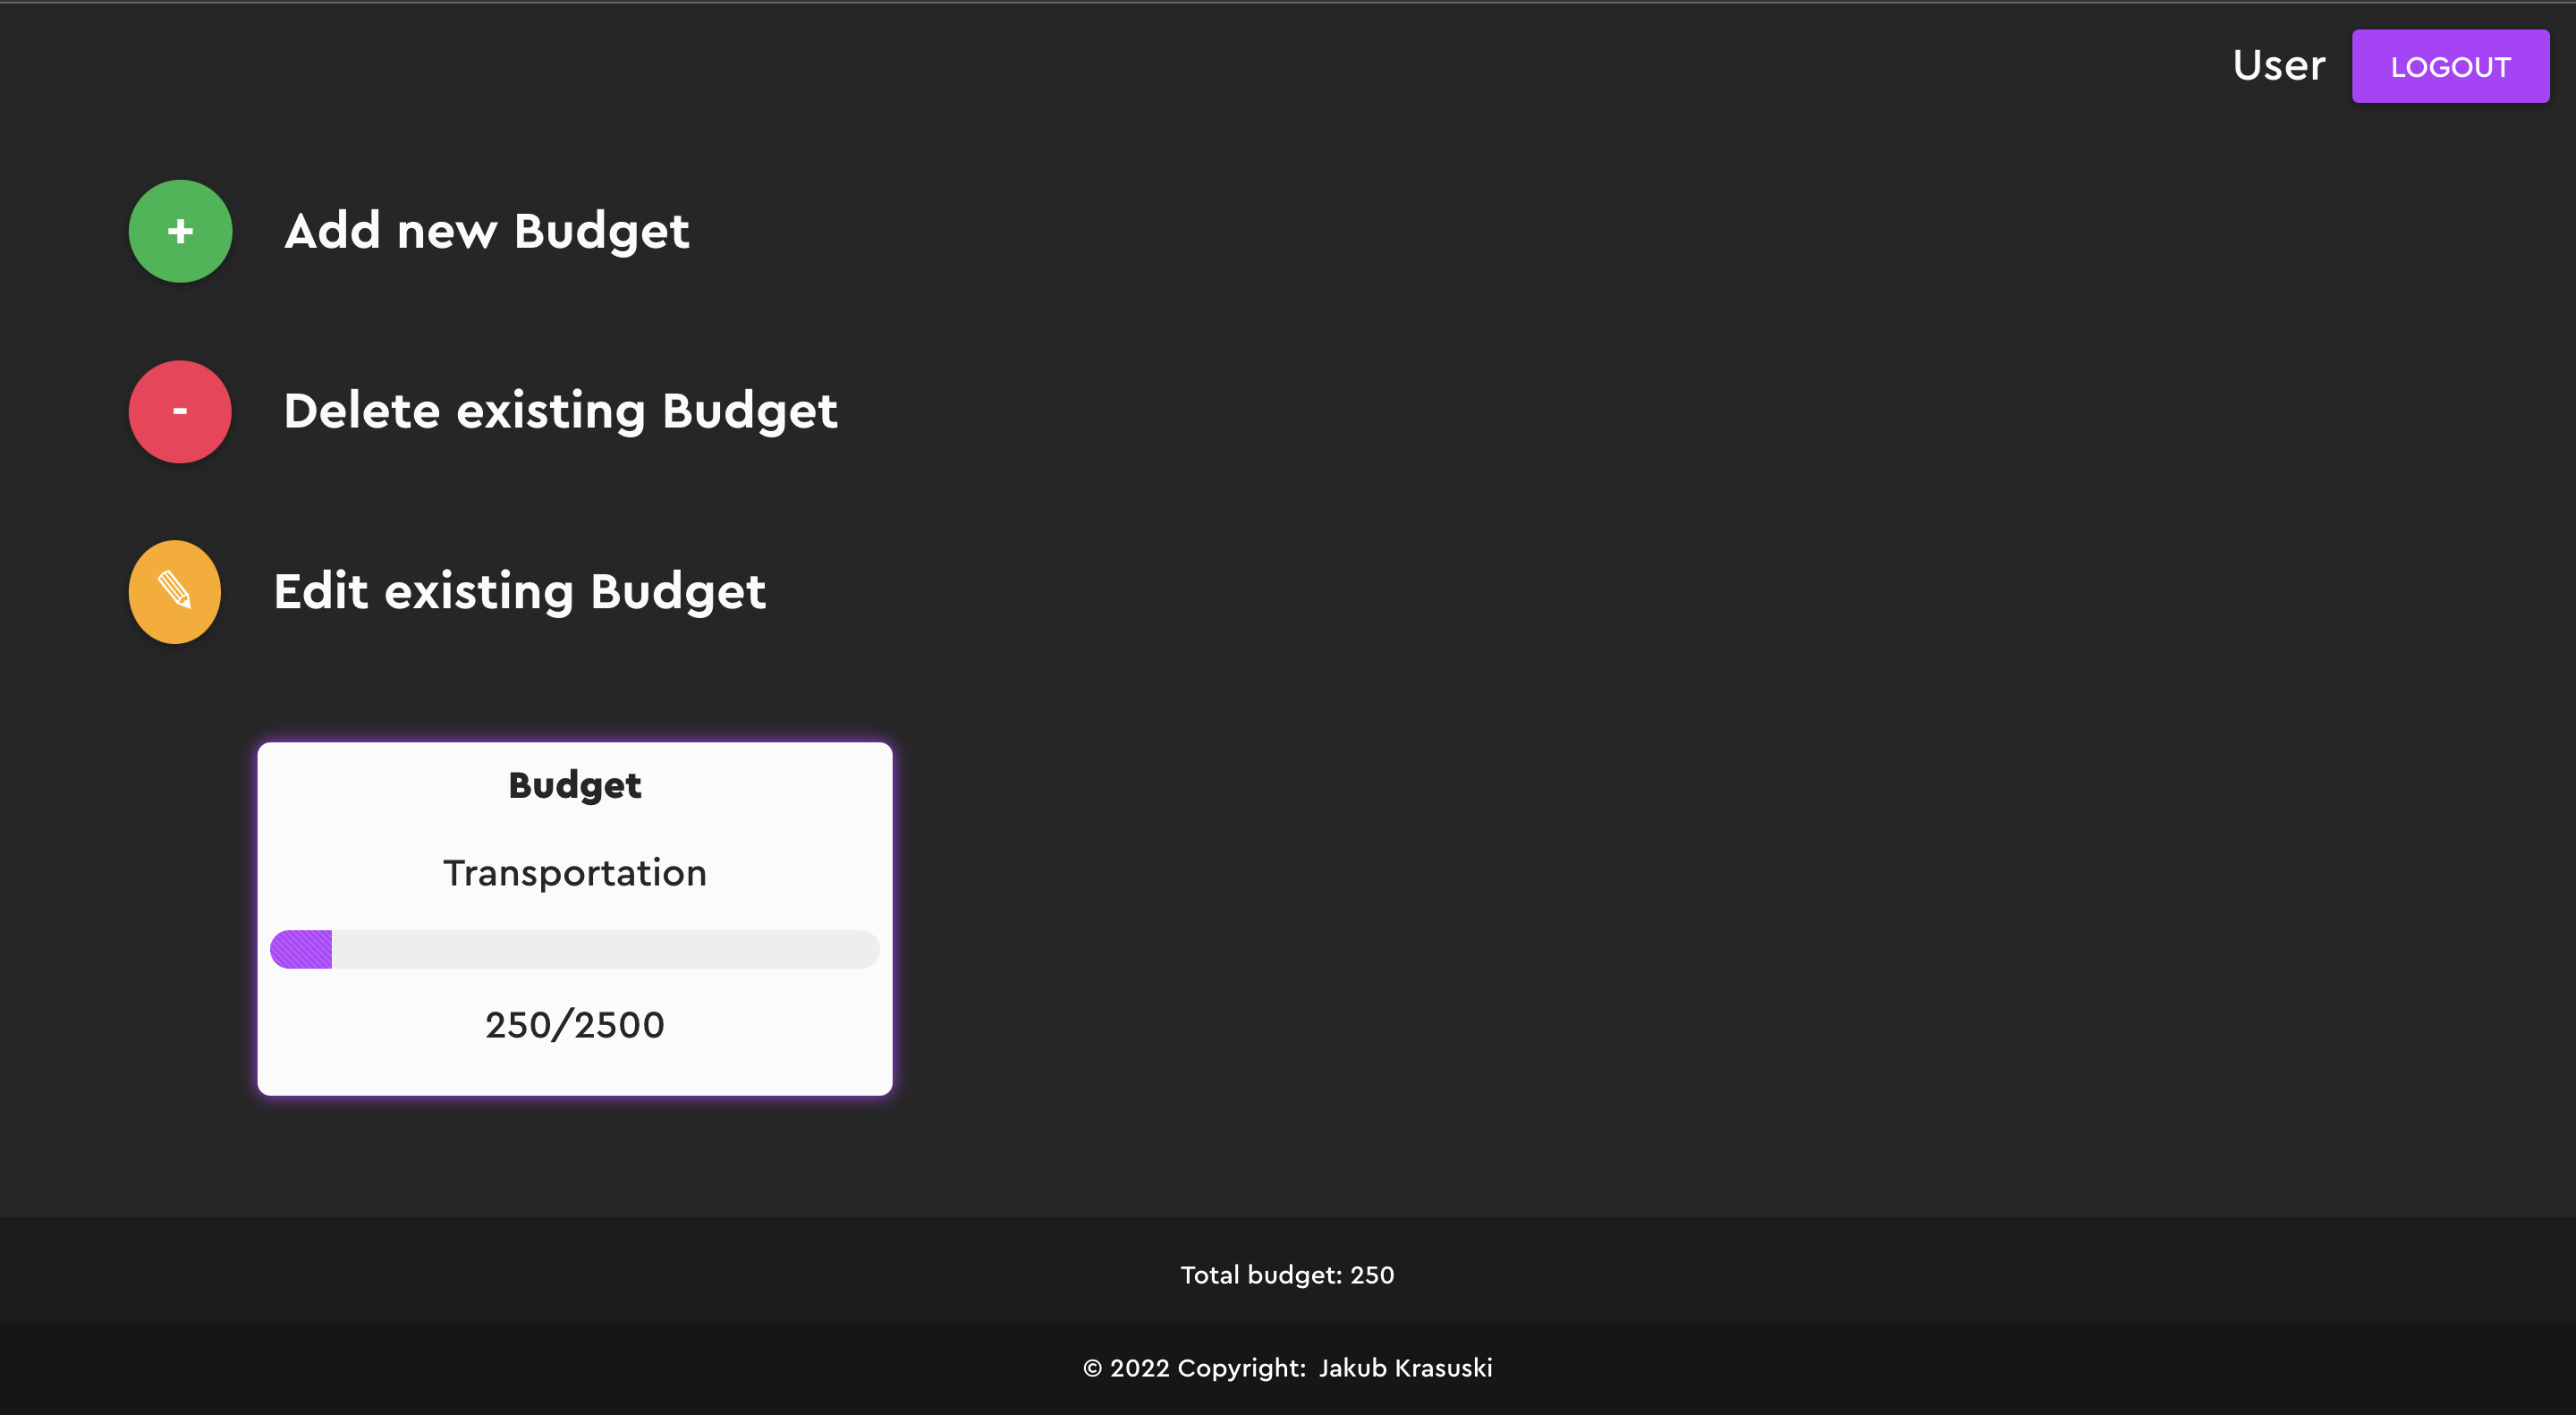 User LOGOUT
+ Add new Budget
- Delete existing Budget
Edit existing Budget
Budget
Transportation
250/2500
Total budget: 250
© 2022 Copyright: Jakub Krasuski